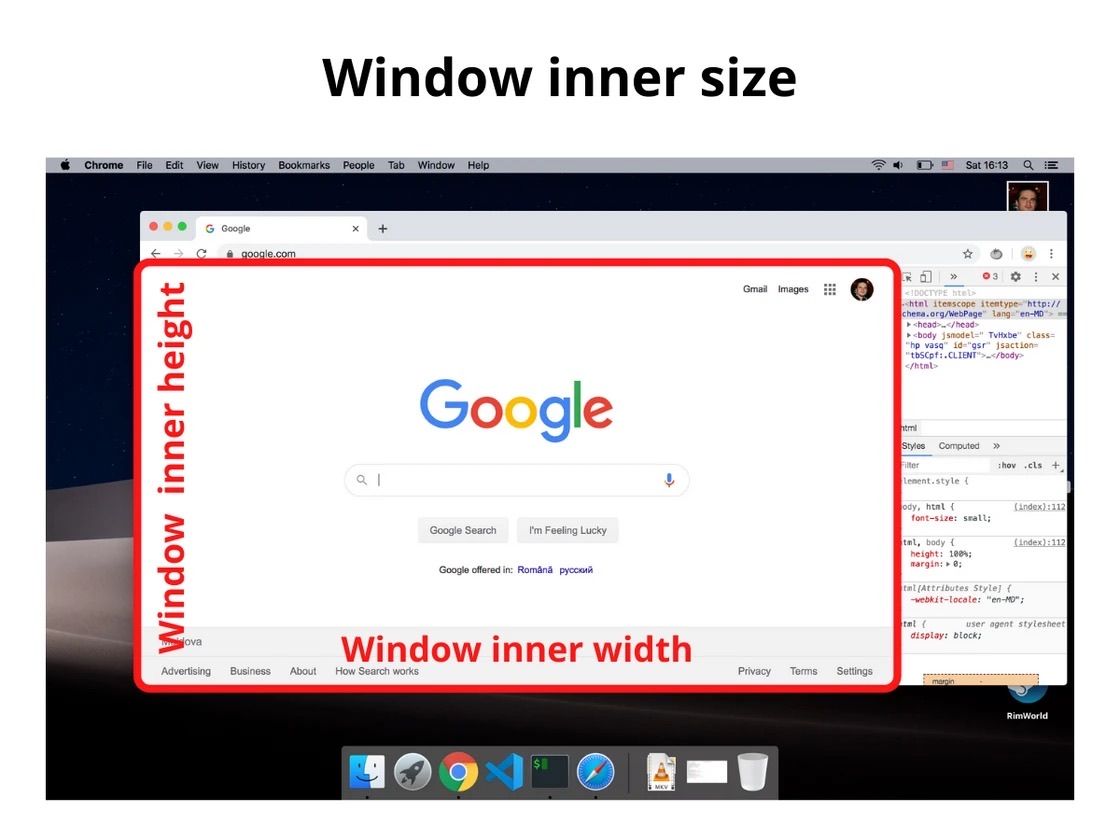 Window inner size
Chrome File Edit View History Bookmarks People Tab Window Help Sat 16:13
Google
google.com
Gmail Images
3
<!DOCTYPE html>
<html itemscope itemtype="http://
schema.org/WebPage" lang="en-MD"> ==
<head>…</head>
<body jsmodel=" TvHxbe" class=
"hp vasq" id="gsr" jsaction=
"tbSCpf:.CLIENT">…</body>
</html>
Window inner height
Google
html
Styles Computed
Filter :hov .cls +
element.style {
body, html { (index):112
font-size: small;
Google Search I'm Feeling Lucky
html, body { (index):112
height: 100%;
margin: 0;
Google offered in: Română русский
html[Attributes Style] {
-webkit-locale: "en-MD";
html { user agent stylesheet
display: block;
Moldova
Window inner width
Advertising Business About How Search works Privacy Terms Settings
margin -
RimWorld
$
MKV